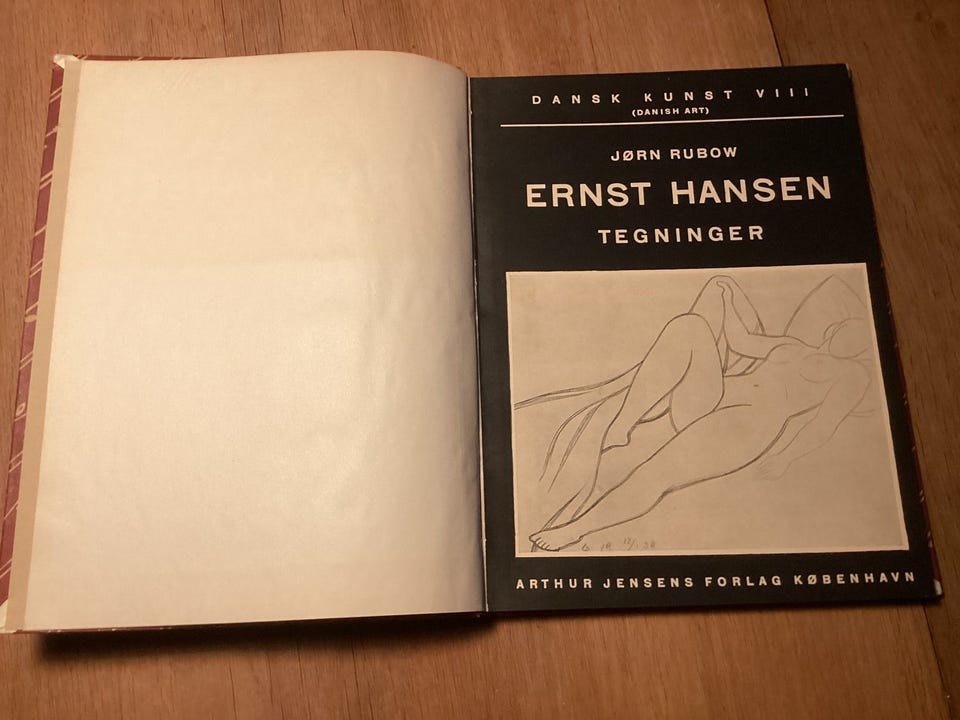 DANSK KUNST VIII
(DANISH ART)
JØRN RUBOW
ERNST HANSEN
TEGNINGER
ARTHUR JENSENS FORLAG KØBENHAVN